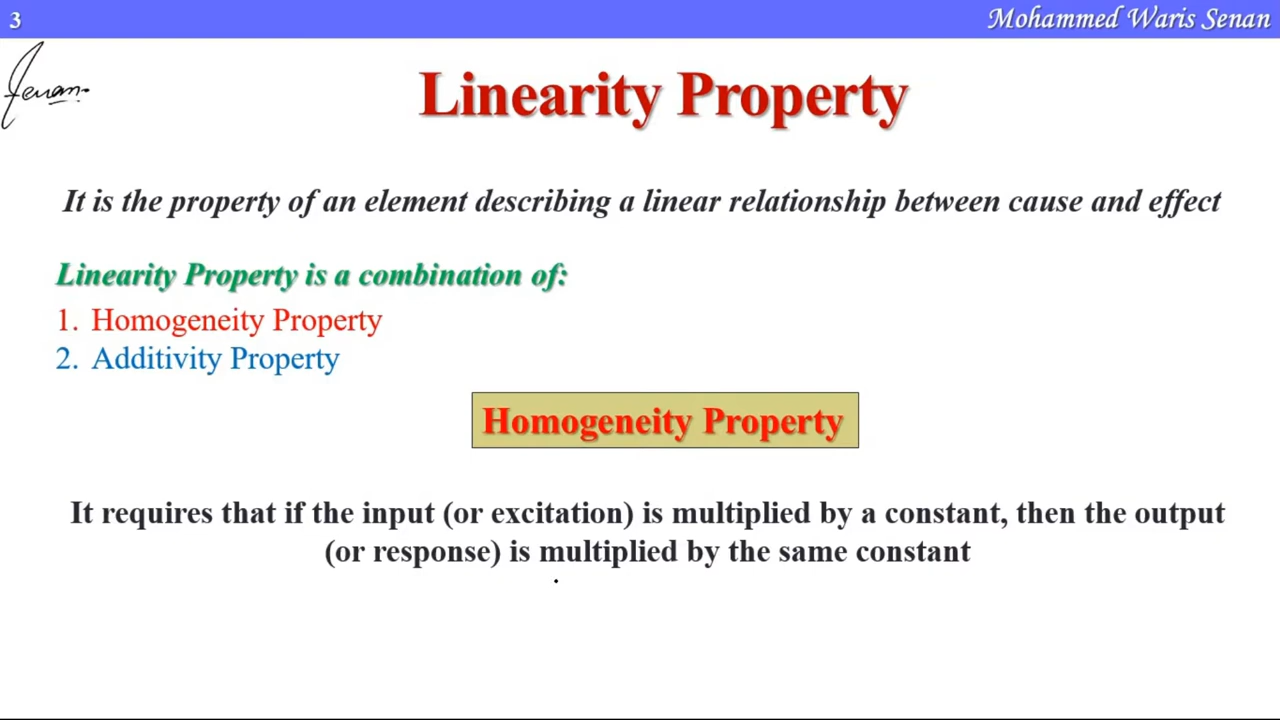 3
Mohammed Waris Senan
Senan
Linearity Property
It is the property of an element describing a linear relationship between cause and effect
Linearity Property is a combination of:
1. Homogeneity Property
2. Additivity Property
Homogeneity Property
It requires that if the input (or excitation) is multiplied by a constant, then the output
(or response) is multiplied by the same constant